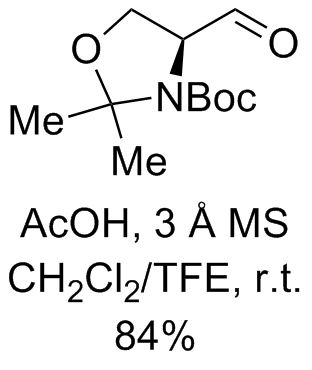 O
O
NBoc
Me
Me
AcOH, 3 Å MS
CH₂Cl₂/TFE, r.t.
84%